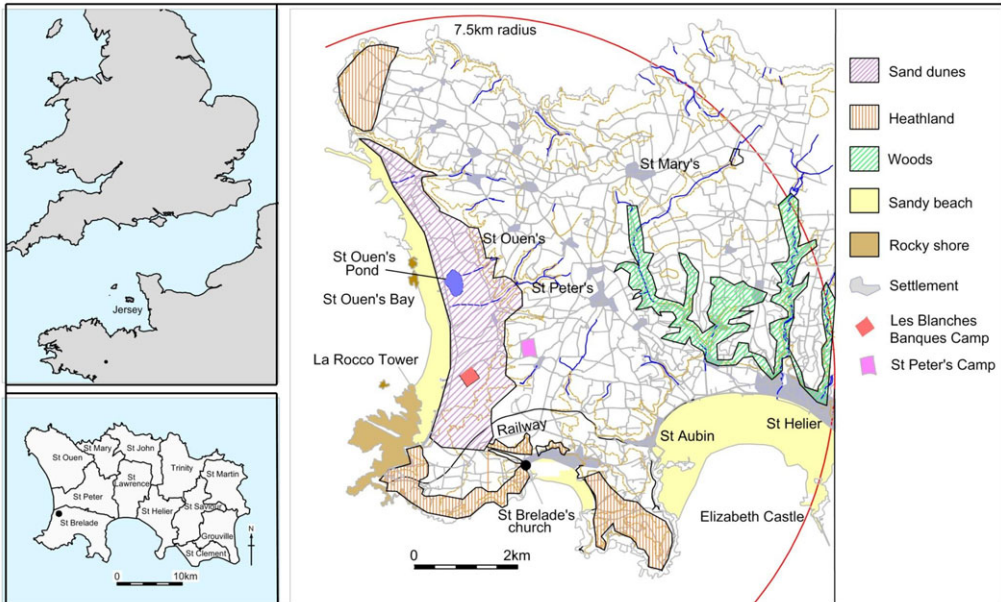 Jersey
St Ouen
St Mary
St John
Trinity
St Martin
St
Lawrence
St Peter
St Helier
St Saviour
St Brelade
Grouville
St Clement
N
0
10km
7.5km radius
St Mary's
St Ouen's
St Ouen's
Pond
St Peter's
St Ouen's Bay
La Rocco Tower
Railway
St Aubin
St Helier
St Brelade's
church
Elizabeth Castle
0
2km
Sand dunes
Heathland
Woods
Sandy beach
Rocky shore
Settlement
Les Blanches
Banques Camp
St Peter's Camp